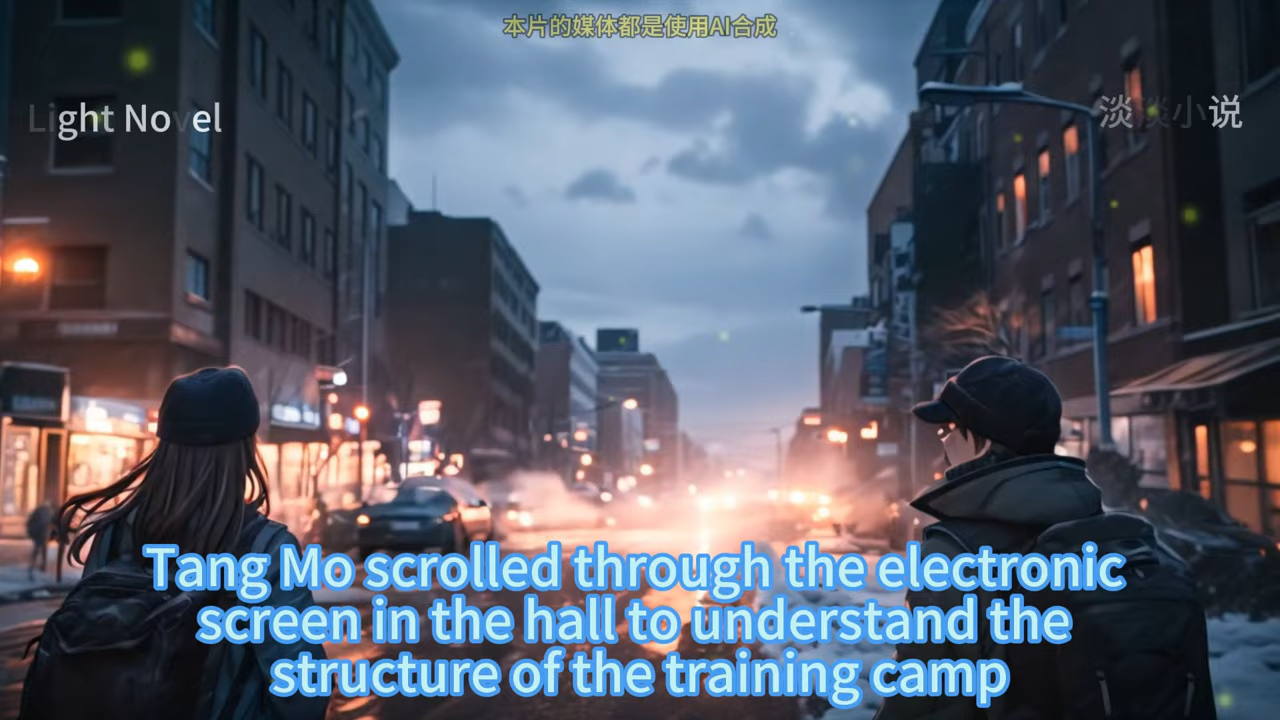 本片的媒体都是使用AI合成
Light Novel
淡淡小说
Tang Mo scrolled through the electronic
screen in the hall to understand the
structure of the training camp